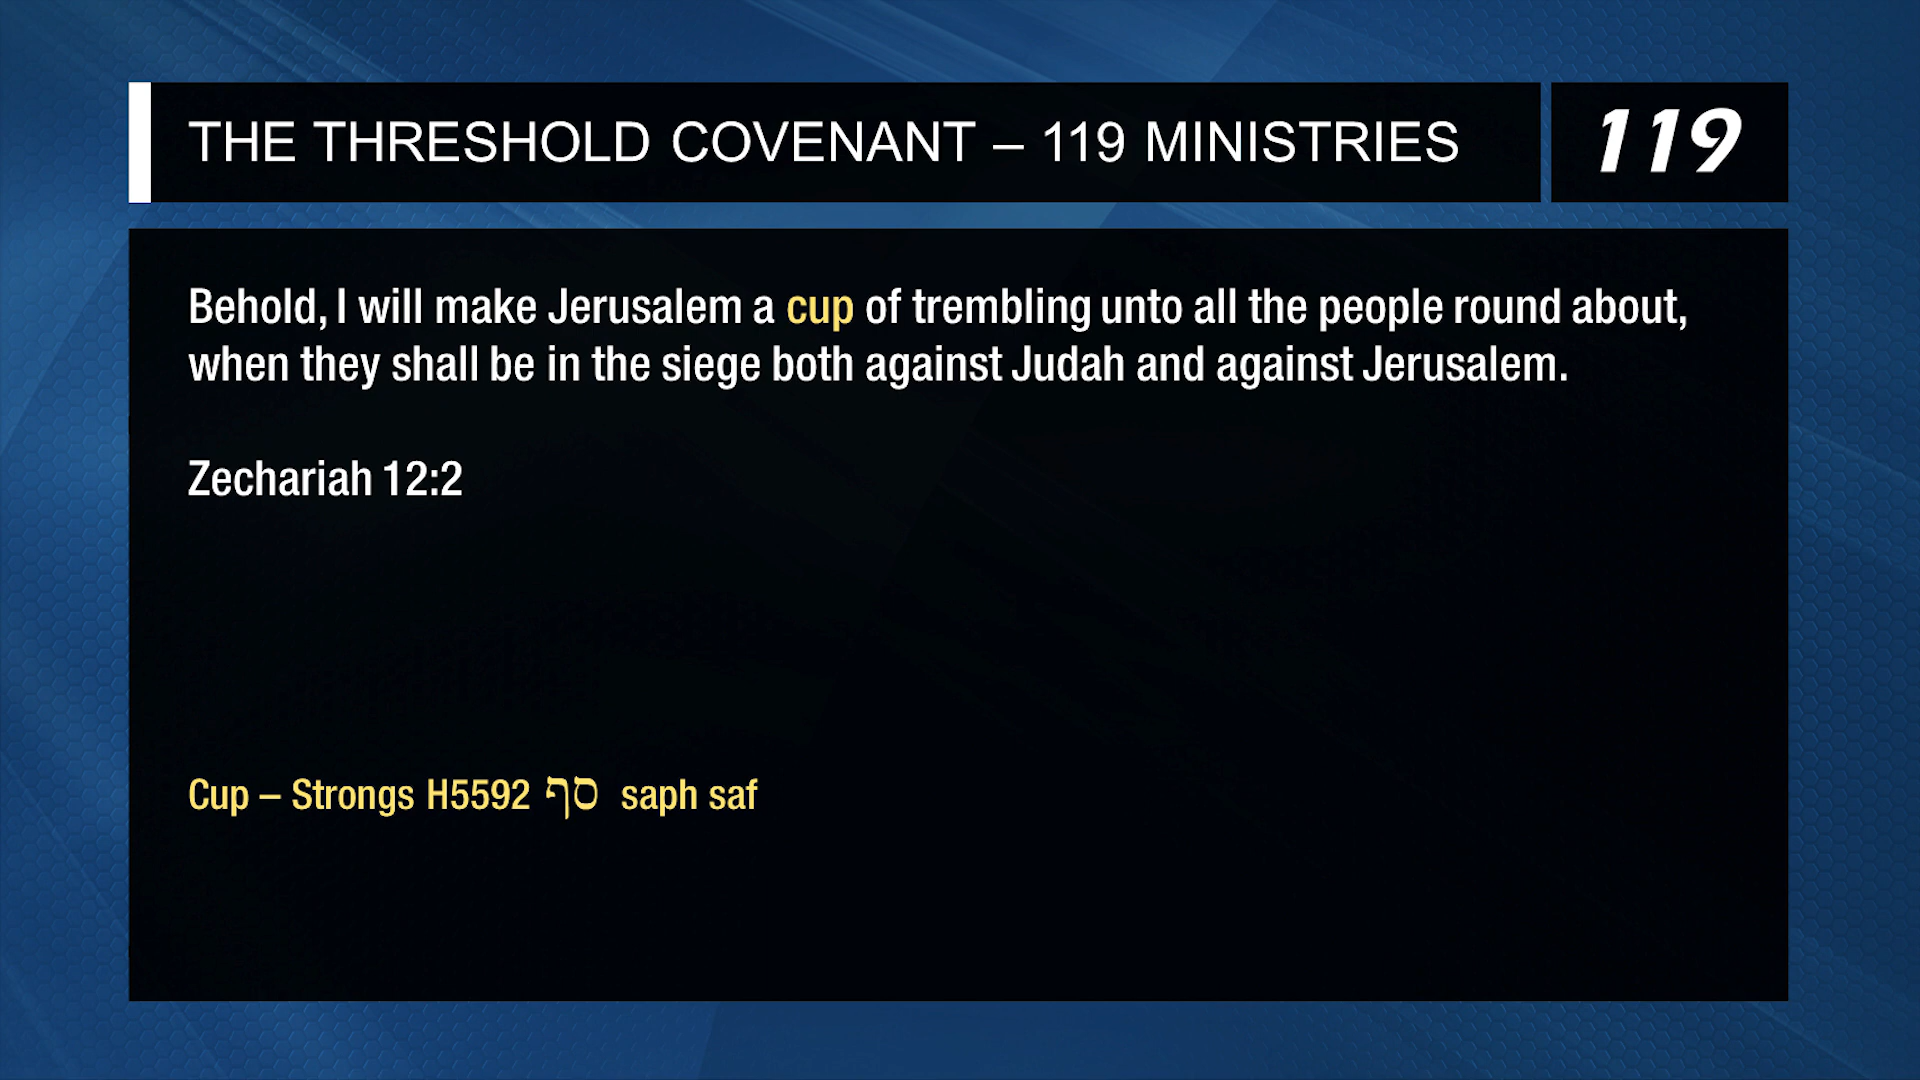 THE THRESHOLD COVENANT – 119 MINISTRIES
119
Behold, I will make Jerusalem a cup of trembling unto all the people round about,
when they shall be in the siege both against Judah and against Jerusalem.
Zechariah 12:2
Cup – Strongs H5592 סף saph saf